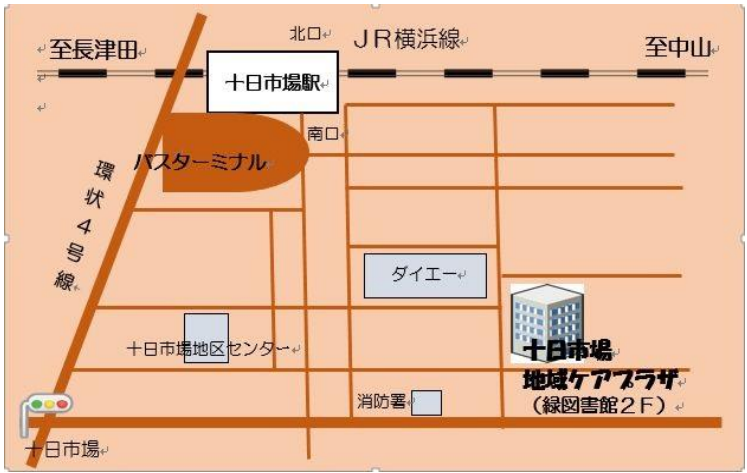 北口
JR横浜線
至長津田
至中山
十日市場駅
南口
バスターミナル
環状4号線
ダイエー
十日市場地区センター
十日市場
地域ケアプラザ
(緑図書館2F)
消防署
十日市場